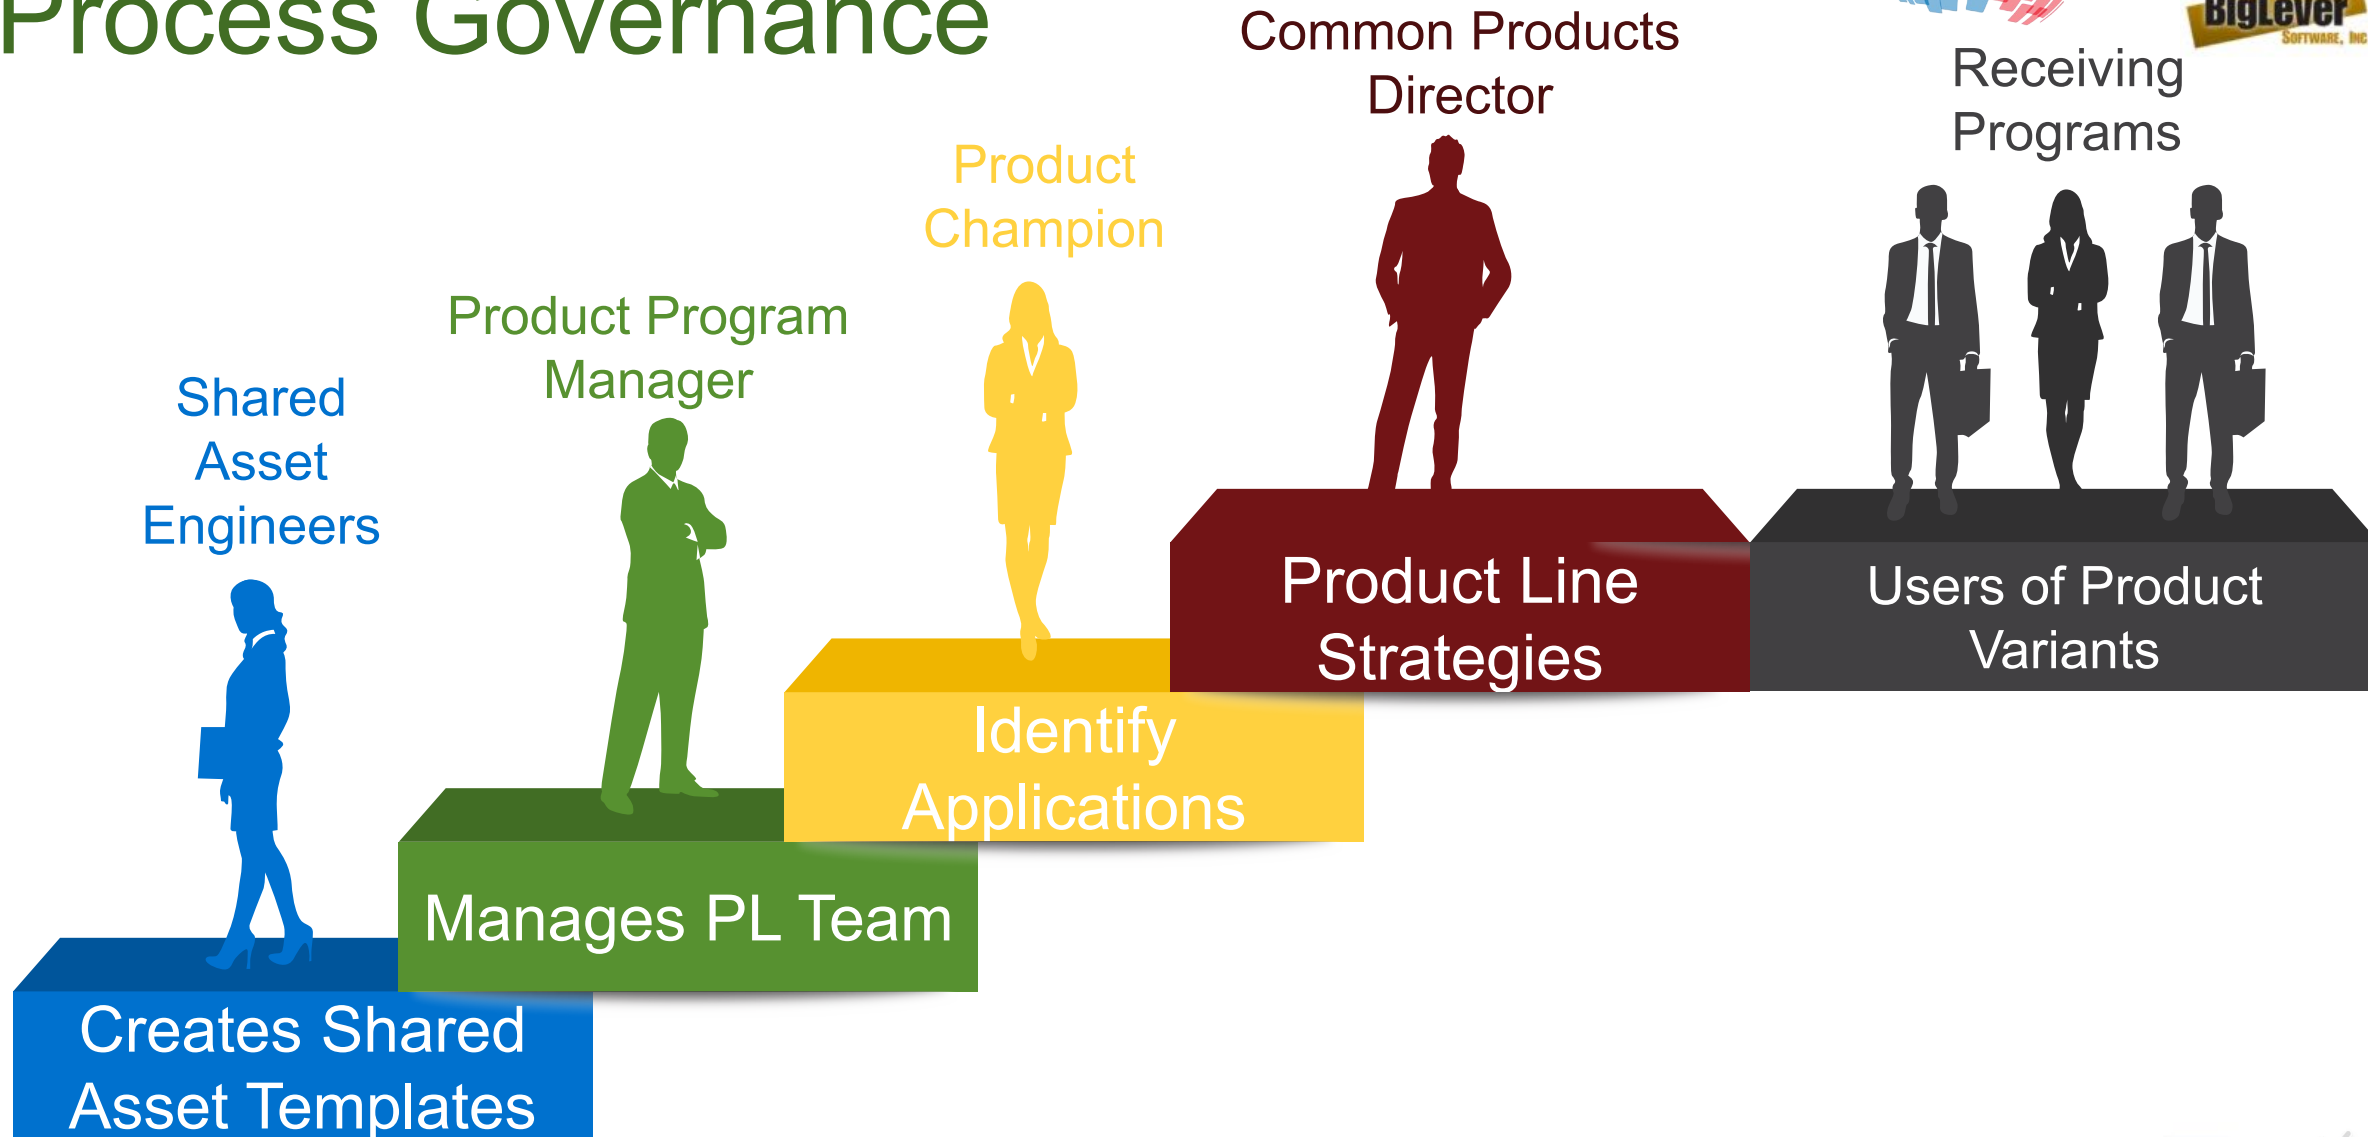 Process Governance
BigLever
SOFTWARE, INC
Common Products
Director
Receiving
Programs
Product
Champion
Product Program
Manager
Shared
Asset
Engineers
Product Line
Strategies
Users of Product
Variants
Identify
Applications
Manages PL Team
Creates Shared
Asset Templates